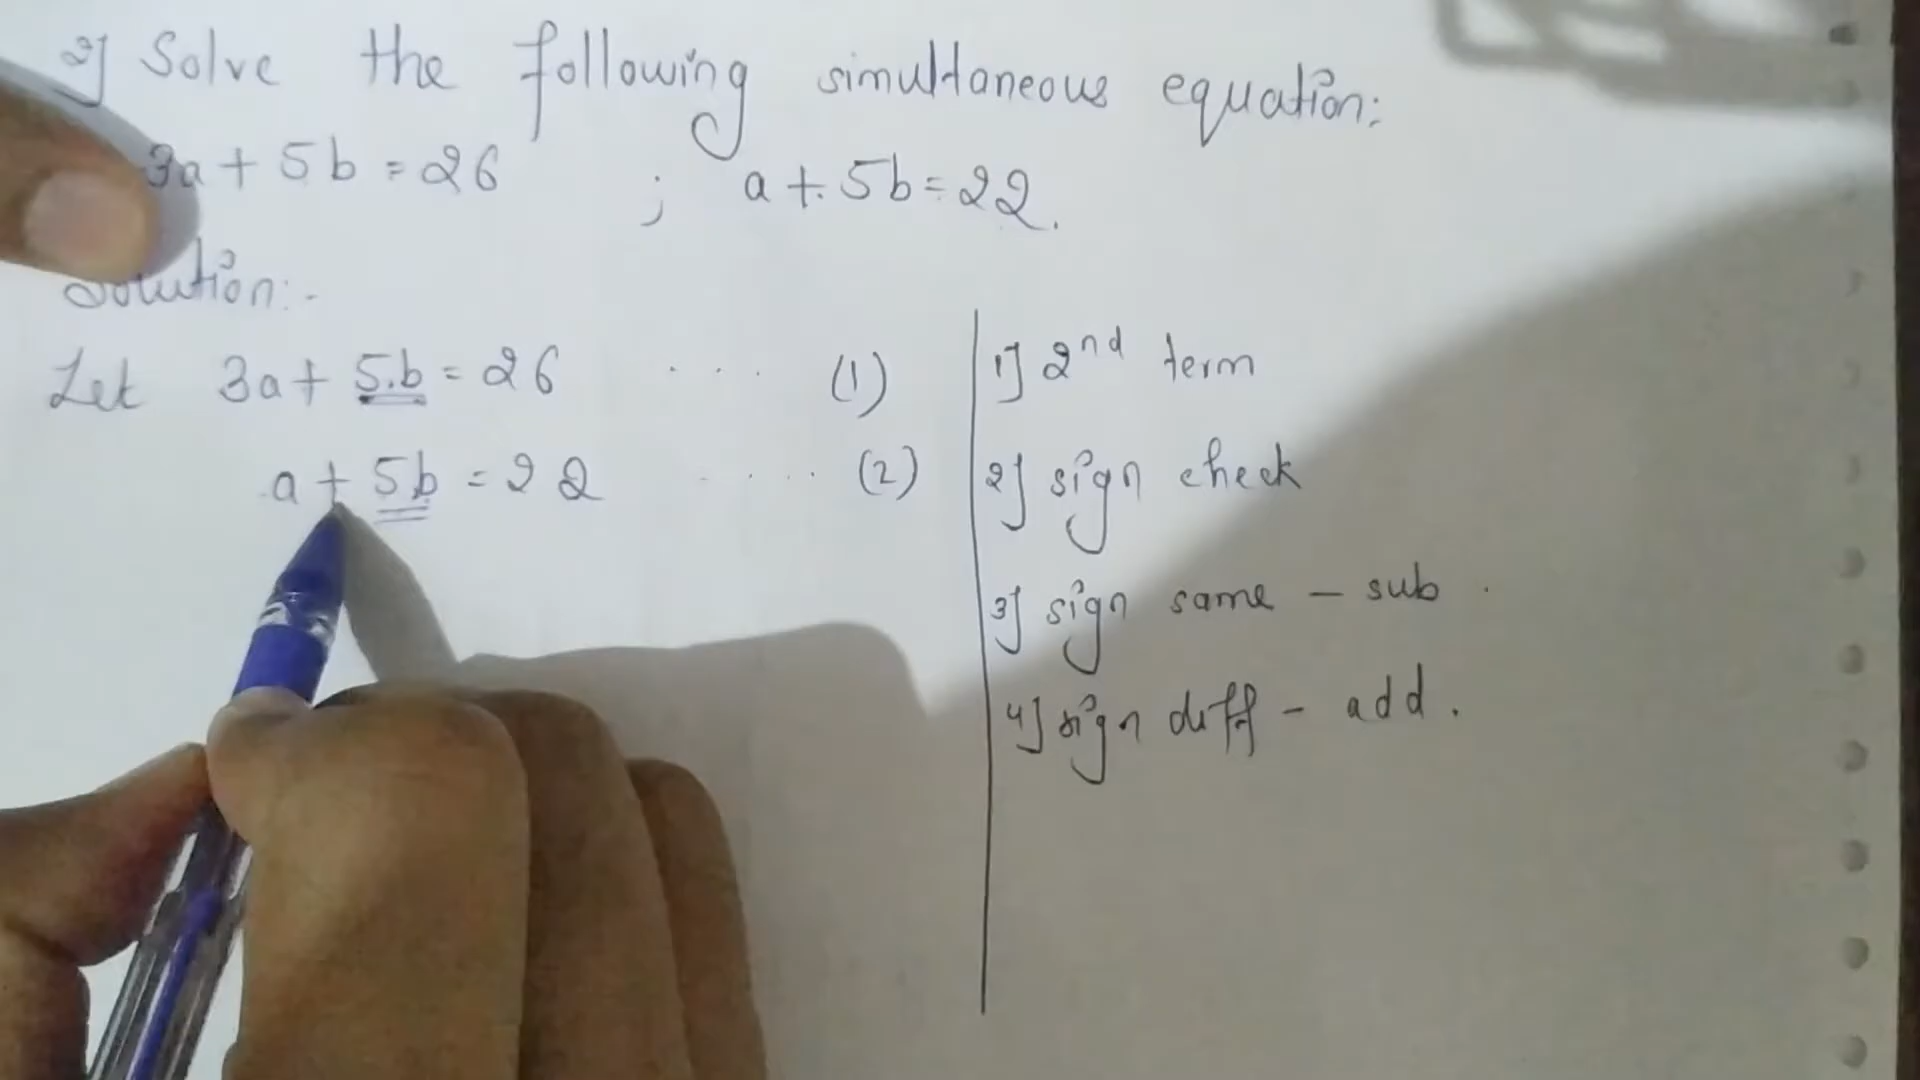 2] Solve the following simultaneous equation:
3a + 5b = 26 ; a + 5b = 22.
Solution:-
Let 3a + 5.b = 26 ... (1)
a + 5b = 22 .... (2)
1] 2nd term
2] sign check
3] sign same - sub.
4] sign diff - add.